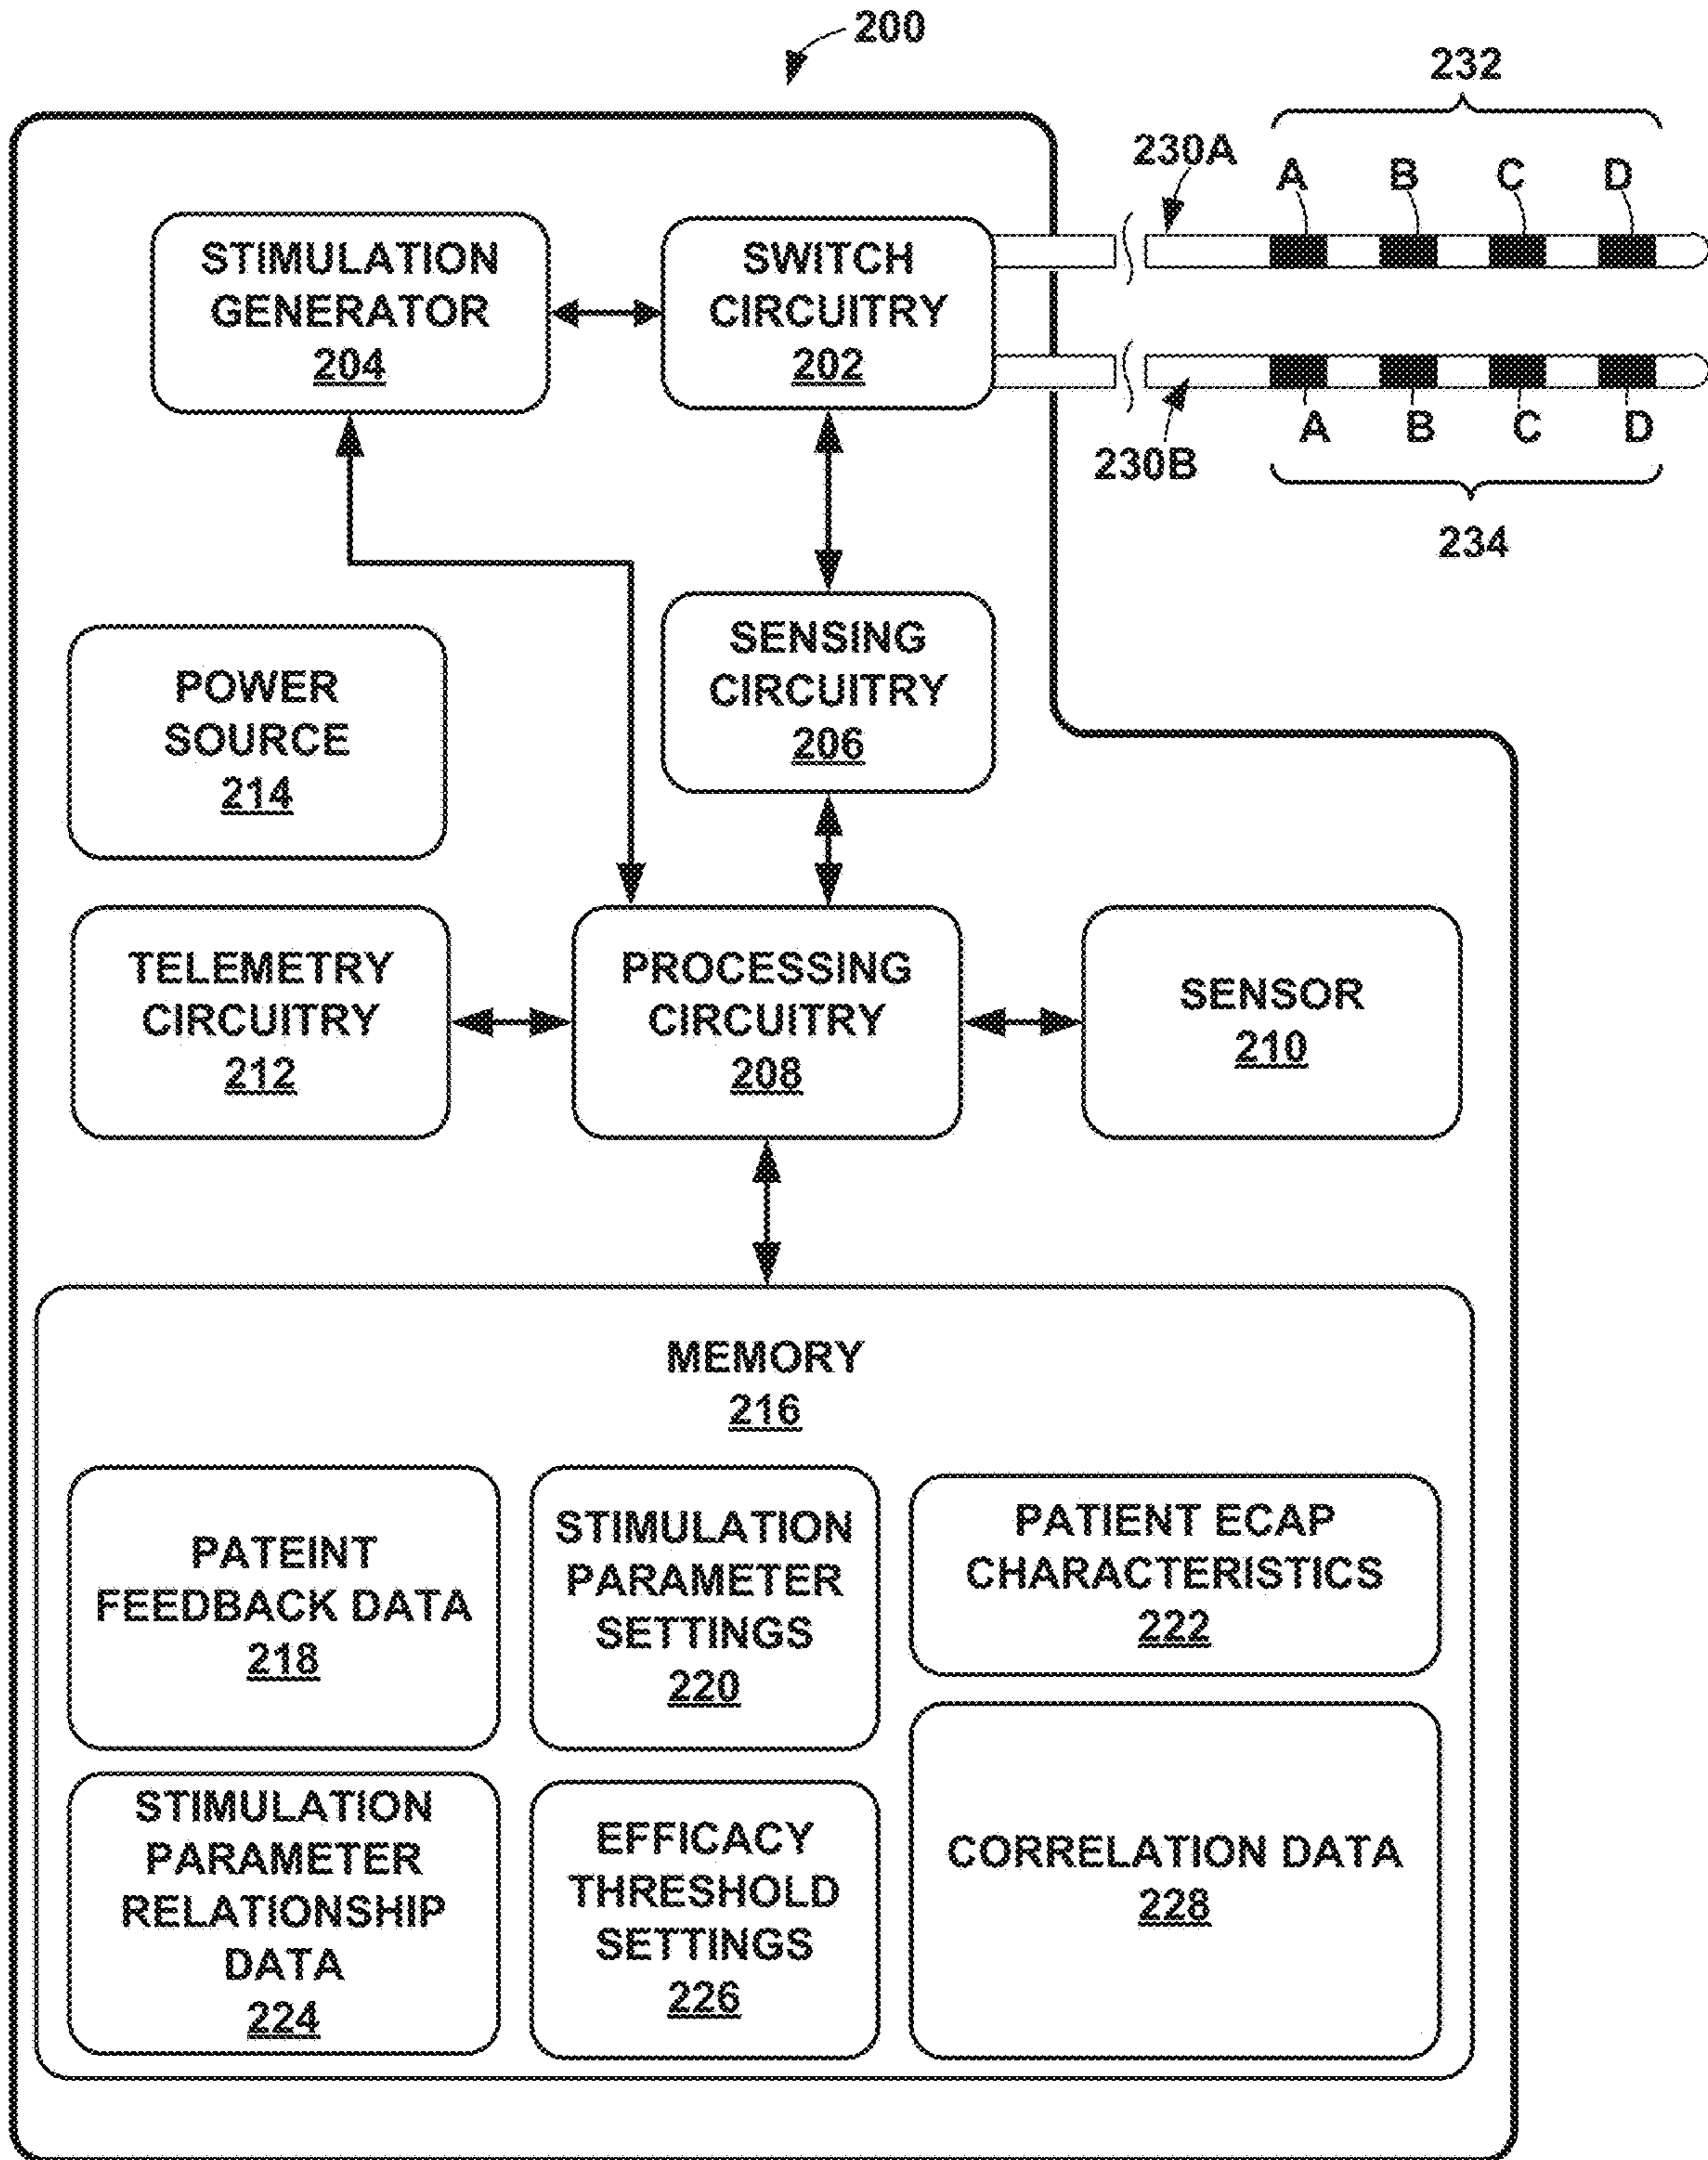 200
232
230A
A B C D
STIMULATION
GENERATOR
204
SWITCH
CIRCUITRY
202
A B C D
230B
234
SENSING
CIRCUITRY
206
POWER
SOURCE
214
TELEMETRY
CIRCUITRY
212
PROCESSING
CIRCUITRY
208
SENSOR
210
MEMORY
216
PATEINT
FEEDBACK DATA
218
STIMULATION
PARAMETER
SETTINGS
220
PATIENT ECAP
CHARACTERISTICS
222
STIMULATION
PARAMETER
RELATIONSHIP
DATA
224
EFFICACY
THRESHOLD
SETTINGS
226
CORRELATION DATA
228